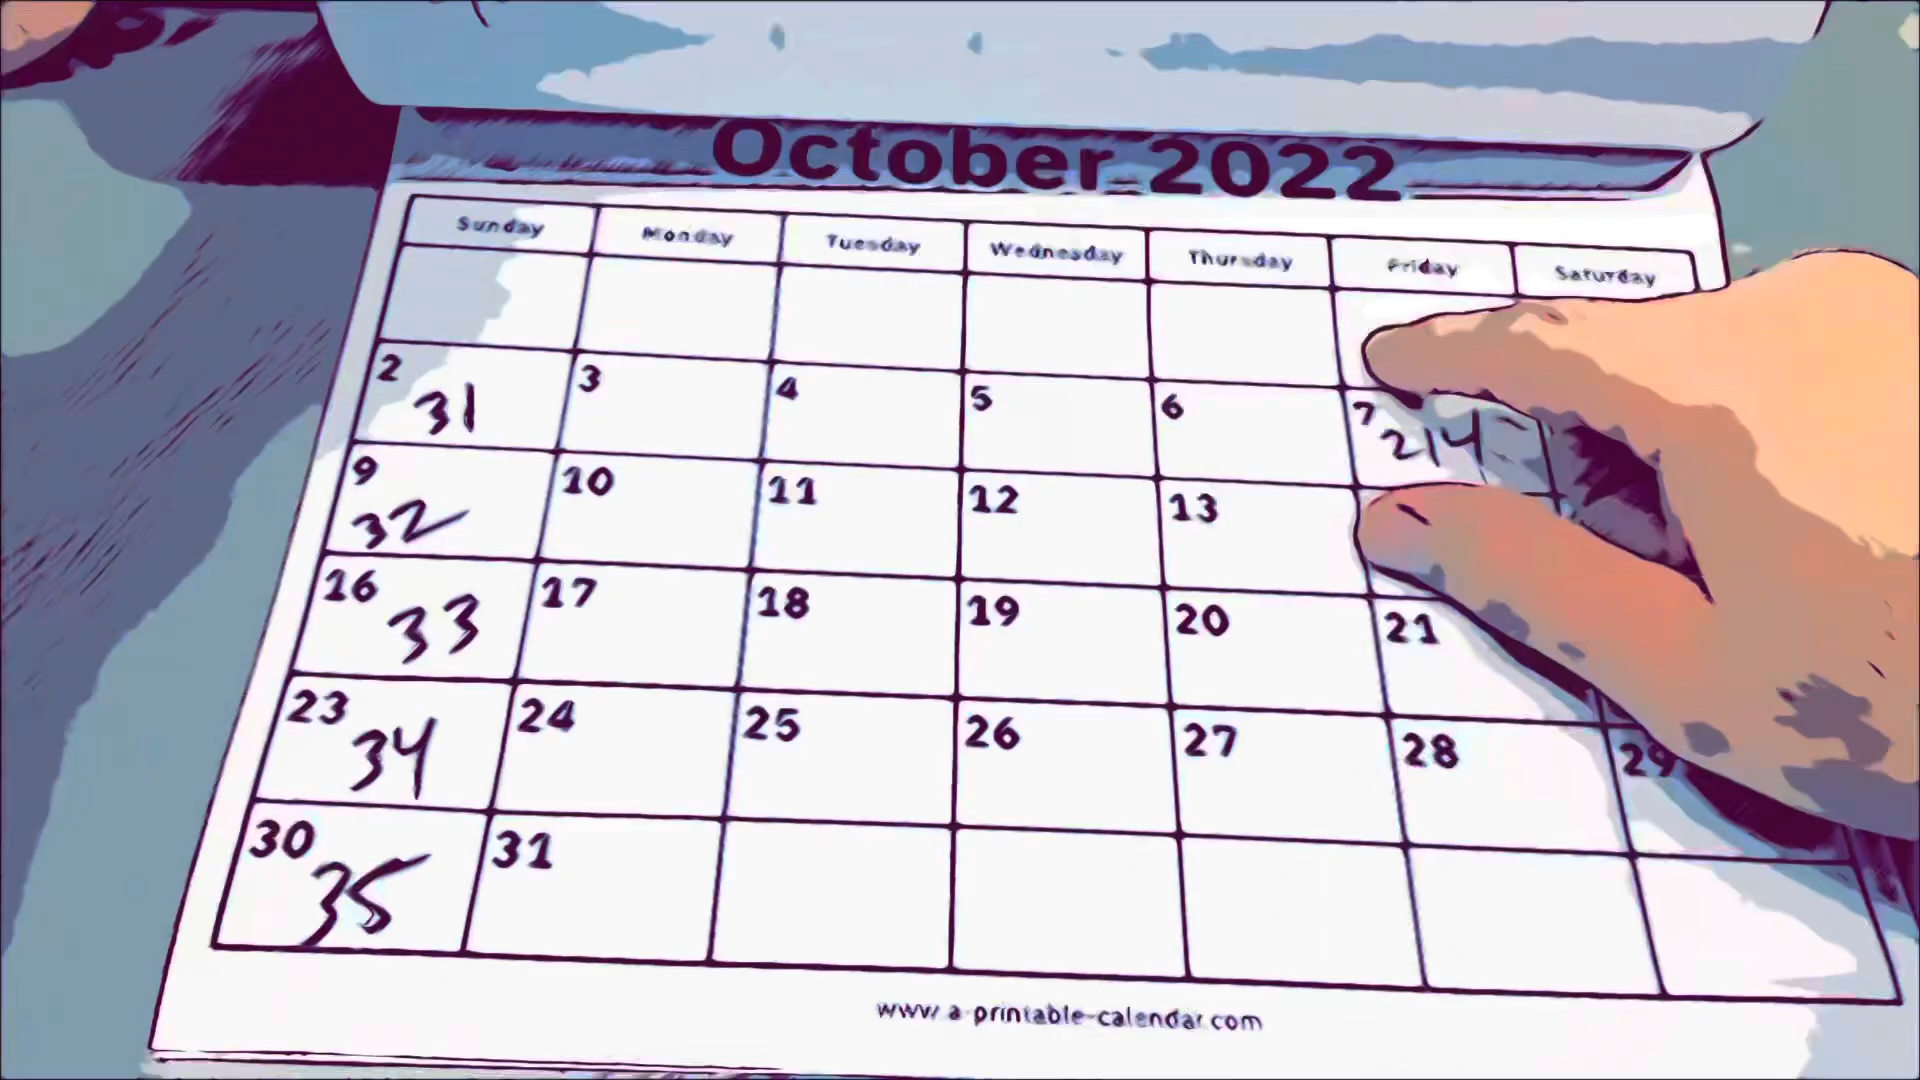 October 2022
Sunday Monday Tuesday Wednesday Thursday Friday Saturday
2 31 3 4 5 6 7 214
9 32 10 11 12 13
16 33 17 18 19 20 21
23 34 24 25 26 27 28 29
30 35 31
www.a-printable-calendar.com